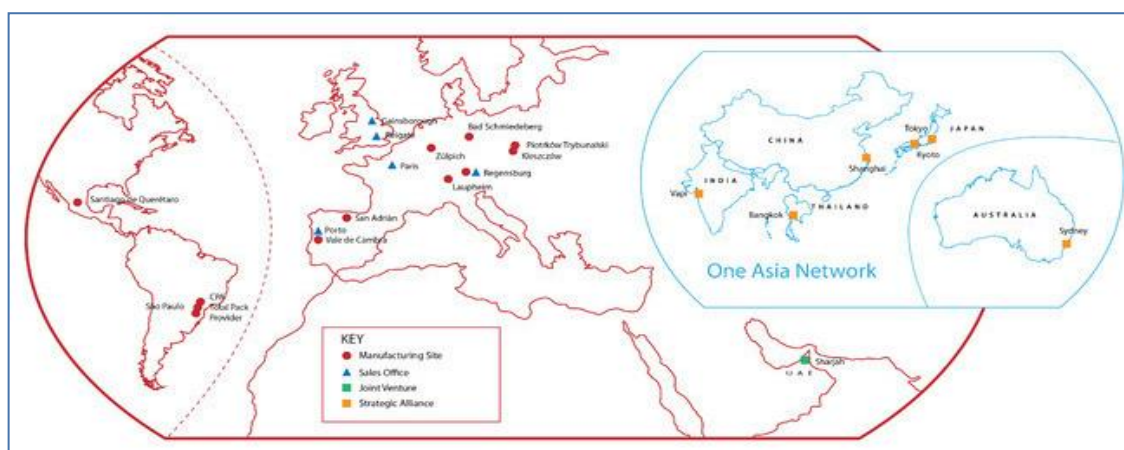 Gainsborough
Reigate
Paris
Bad Schmiedeberg
Zülpich
Piotrków Trybunalski
Kleszczów
Regensburg
Laupheim
San Adrián
Porto
Vale de Cambra
Santiago de Querétaro
São Paulo
Total Pack
Provider
KEY
Manufacturing Site
Sales Office
Joint Venture
Strategic Alliance
Sharjah
UAE
CHINA
Tokyo
JAPAN
Kyoto
Shanghai
INDIA
Vapi
THAILAND
Bangkok
AUSTRALIA
Sydney
One Asia Network